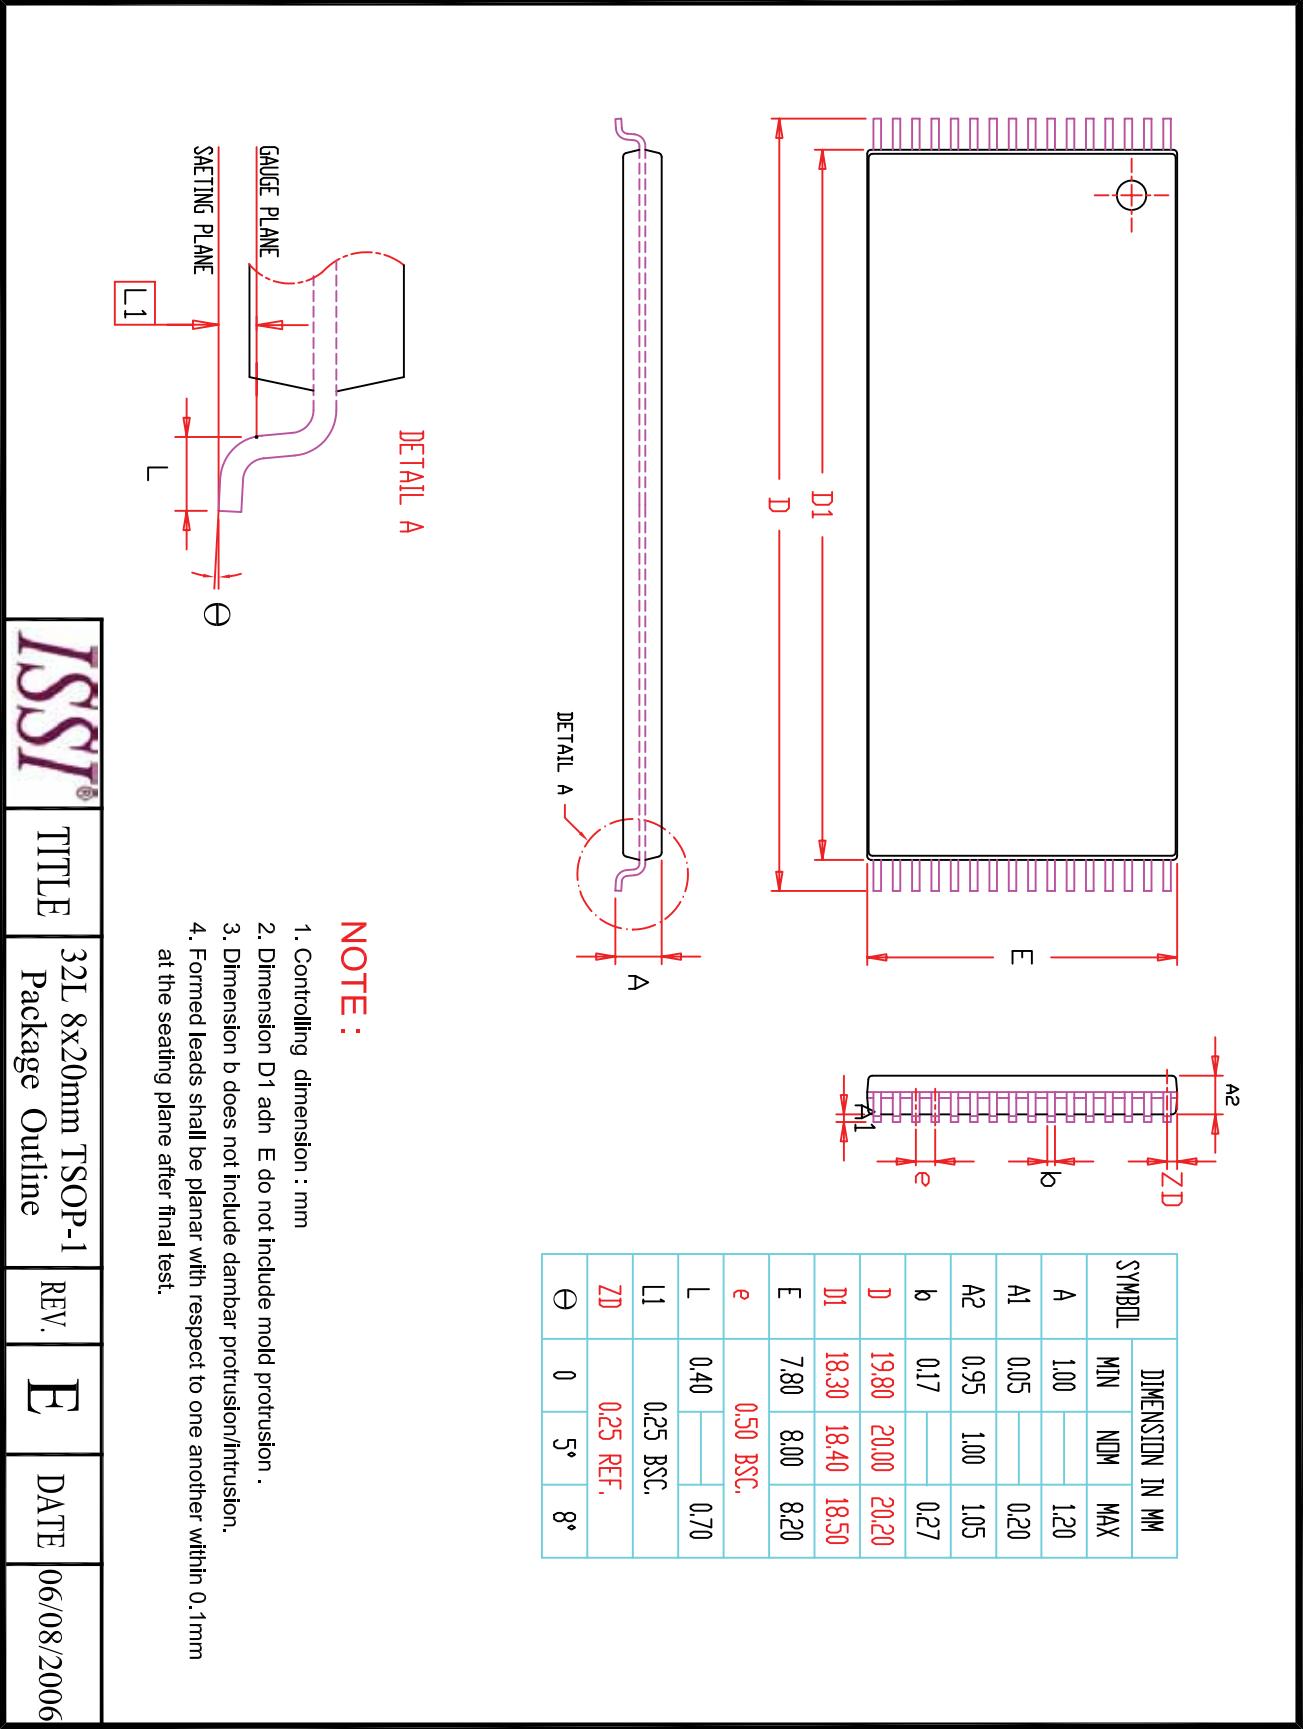 D1
D
E
A
DETAIL A
A2
A1
ZD
b
e
SYMBOL DIMENSION IN MM
MIN NOM MAX
A 1.00 1.20
A1 0.05 0.20
A2 0.95 1.00 1.05
b 0.17 0.27
D 19.80 20.00 20.20
D1 18.30 18.40 18.50
E 7.80 8.00 8.20
e 0.50 BSC.
L 0.40 0.70
L1 0.25 BSC.
ZD 0.25 REF.
Θ 0 5° 8°
DETAIL A
GAUGE PLANE
SAETING PLANE
L1
L
Θ
NOTE :
1. Controlling dimension : mm
2. Dimension D1 adn E do not include mold protrusion .
3. Dimension b does not include dambar protrusion/intrusion.
4. Formed leads shall be planar with respect to one another within 0.1mm
at the seating plane after final test.
ISSI®
TITLE
32L 8x20mm TSOP-1
Package Outline
REV.
E
DATE
06/08/2006